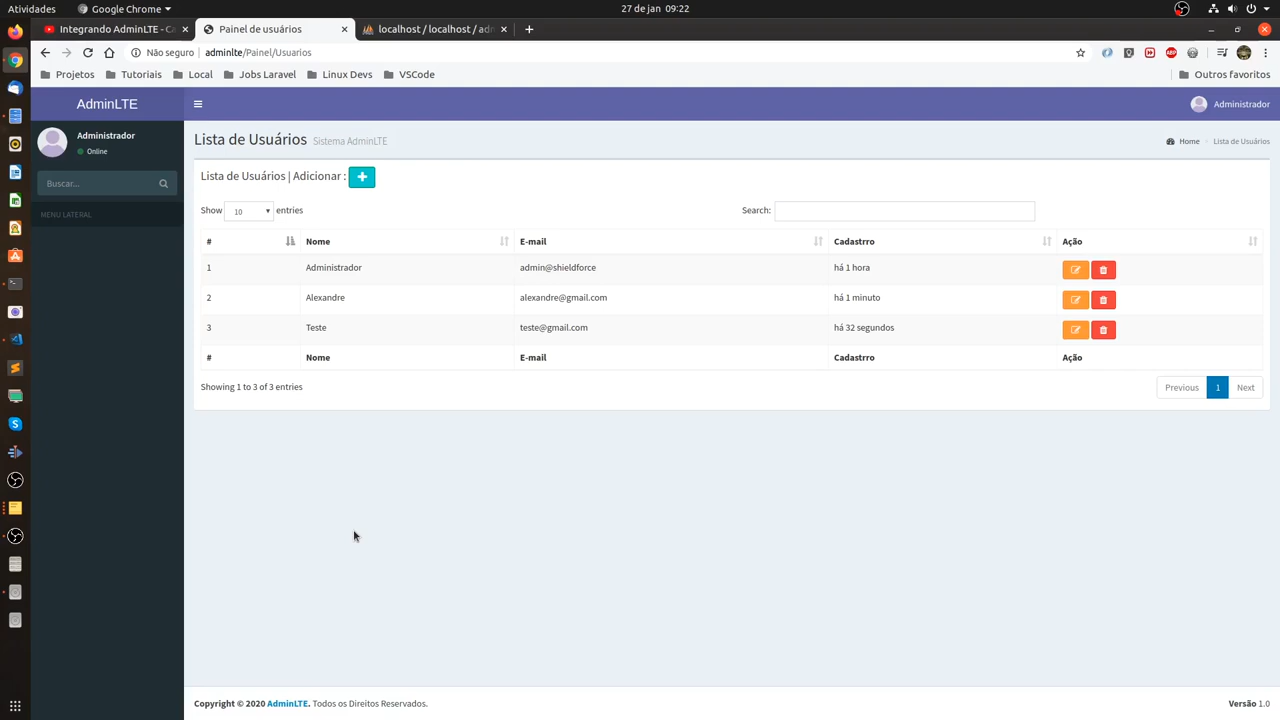 Atividades Google Chrome 27 de jan 09:22
Integrando AdminLTE - Ca Painel de usuários localhost / localhost / adm
Não seguro adminlte/Painel/Usuarios
Projetos Tutoriais Local Jobs Laravel Linux Devs VSCode Outros favoritos
AdminLTE Administrador
Administrador
Online
Buscar...
MENU LATERAL
Lista de Usuários Sistema AdminLTE Home Lista de Usuários
Lista de Usuários | Adicionar :
Show 10 entries Search:
# Nome E-mail Cadastrro Ação
1 Administrador admin@shieldforce há 1 hora
2 Alexandre alexandre@gmail.com há 1 minuto
3 Teste teste@gmail.com há 32 segundos
# Nome E-mail Cadastrro Ação
Showing 1 to 3 of 3 entries Previous 1 Next
Copyright © 2020 AdminLTE. Todos os Direitos Reservados. Versão 1.0